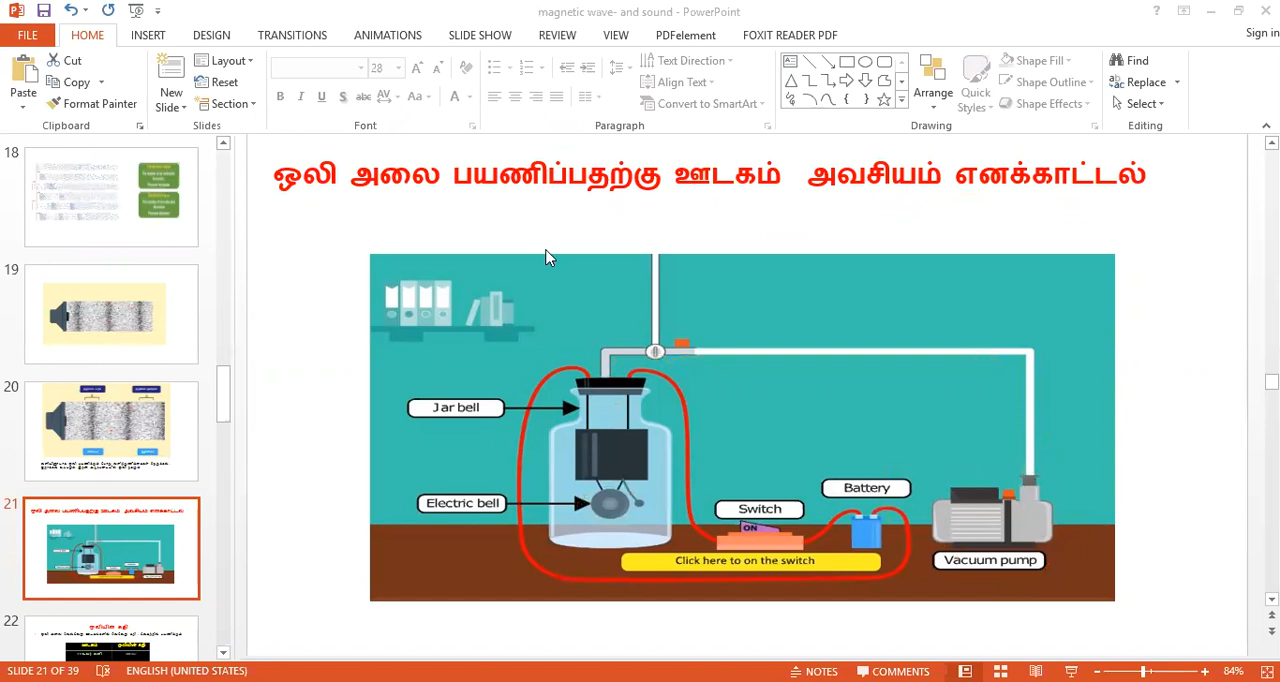 magnetic wave- and sound - PowerPoint
FILE HOME INSERT DESIGN TRANSITIONS ANIMATIONS SLIDE SHOW REVIEW VIEW PDFelement FOXIT READER PDF Sign in
Paste
Cut
Copy
Format Painter
Clipboard
New Slide
Layout
Reset
Section
Slides
28
B I U S abc AV Aa A
Font
Text Direction
Align Text
Convert to SmartArt
Paragraph
Arrange
Quick Styles
Shape Fill
Shape Outline
Shape Effects
Drawing
Find
Replace
Select
Editing
18
19
20
21
22
ஒலி அலை பயணிப்பதற்கு ஊடகம் அவசியம் எனக்காட்டல்
Jar bell
Electric bell
Switch
ON
Battery
Vacuum pump
Click here to on the switch
SLIDE 21 OF 39 ENGLISH (UNITED STATES) NOTES COMMENTS 84%